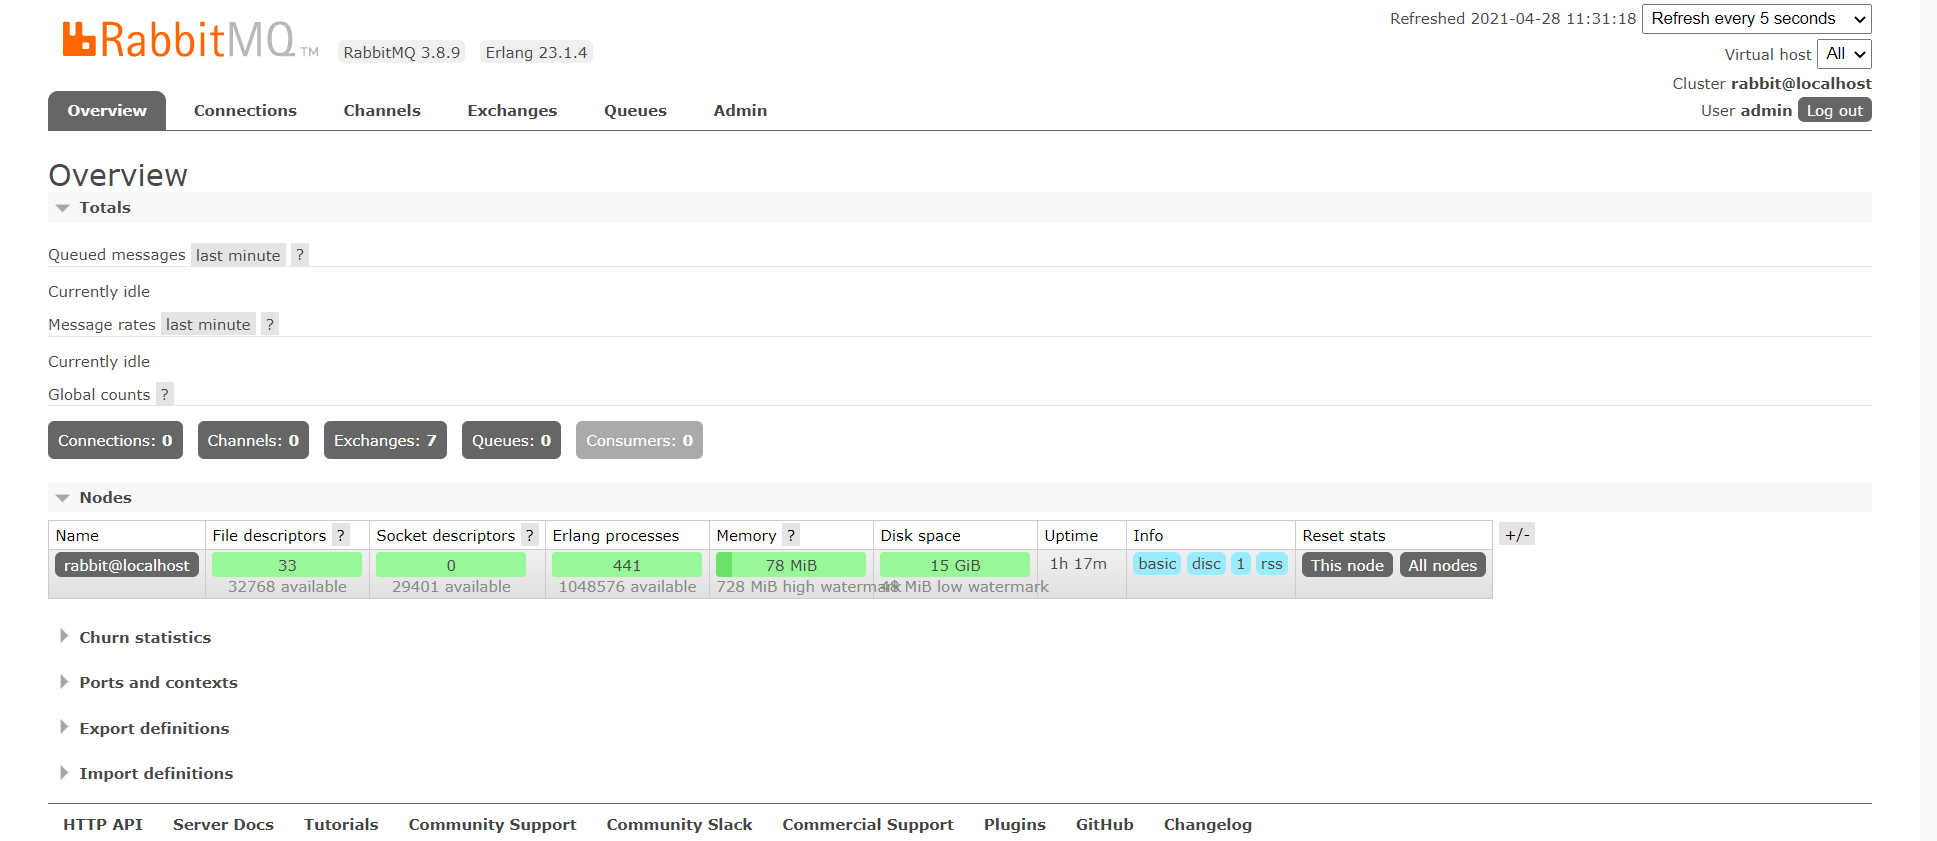 RabbitMQ TM RabbitMQ 3.8.9 Erlang 23.1.4
Refreshed 2021-04-28 11:31:18 Refresh every 5 seconds
Virtual host All
Cluster rabbit@localhost
User admin Log out
Overview Connections Channels Exchanges Queues Admin
Overview
Totals
Queued messages last minute ?
Currently idle
Message rates last minute ?
Currently idle
Global counts ?
Connections: 0 Channels: 0 Exchanges: 7 Queues: 0 Consumers: 0
Nodes
Name File descriptors ? Socket descriptors ? Erlang processes Memory ? Disk space Uptime Info Reset stats +/-
rabbit@localhost 33 0 441 78 MiB 15 GiB 1h 17m basic disc 1 rss This node All nodes
32768 available 29401 available 1048576 available 728 MiB high watermark 48 MiB low watermark
Churn statistics
Ports and contexts
Export definitions
Import definitions
HTTP API Server Docs Tutorials Community Support Community Slack Commercial Support Plugins GitHub Changelog